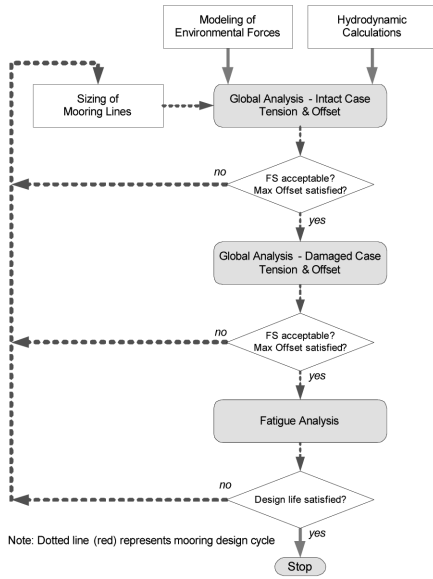 Modeling of
Environmental Forces
Hydrodynamic
Calculations
Sizing of
Mooring Lines
Global Analysis - Intact Case
Tension & Offset
no
FS acceptable?
Max Offset satisfied?
yes
Global Analysis - Damaged Case
Tension & Offset
no
FS acceptable?
Max Offset satisfied?
yes
Fatigue Analysis
no
Design life satisfied?
yes
Note: Dotted line (red) represents mooring design cycle
Stop